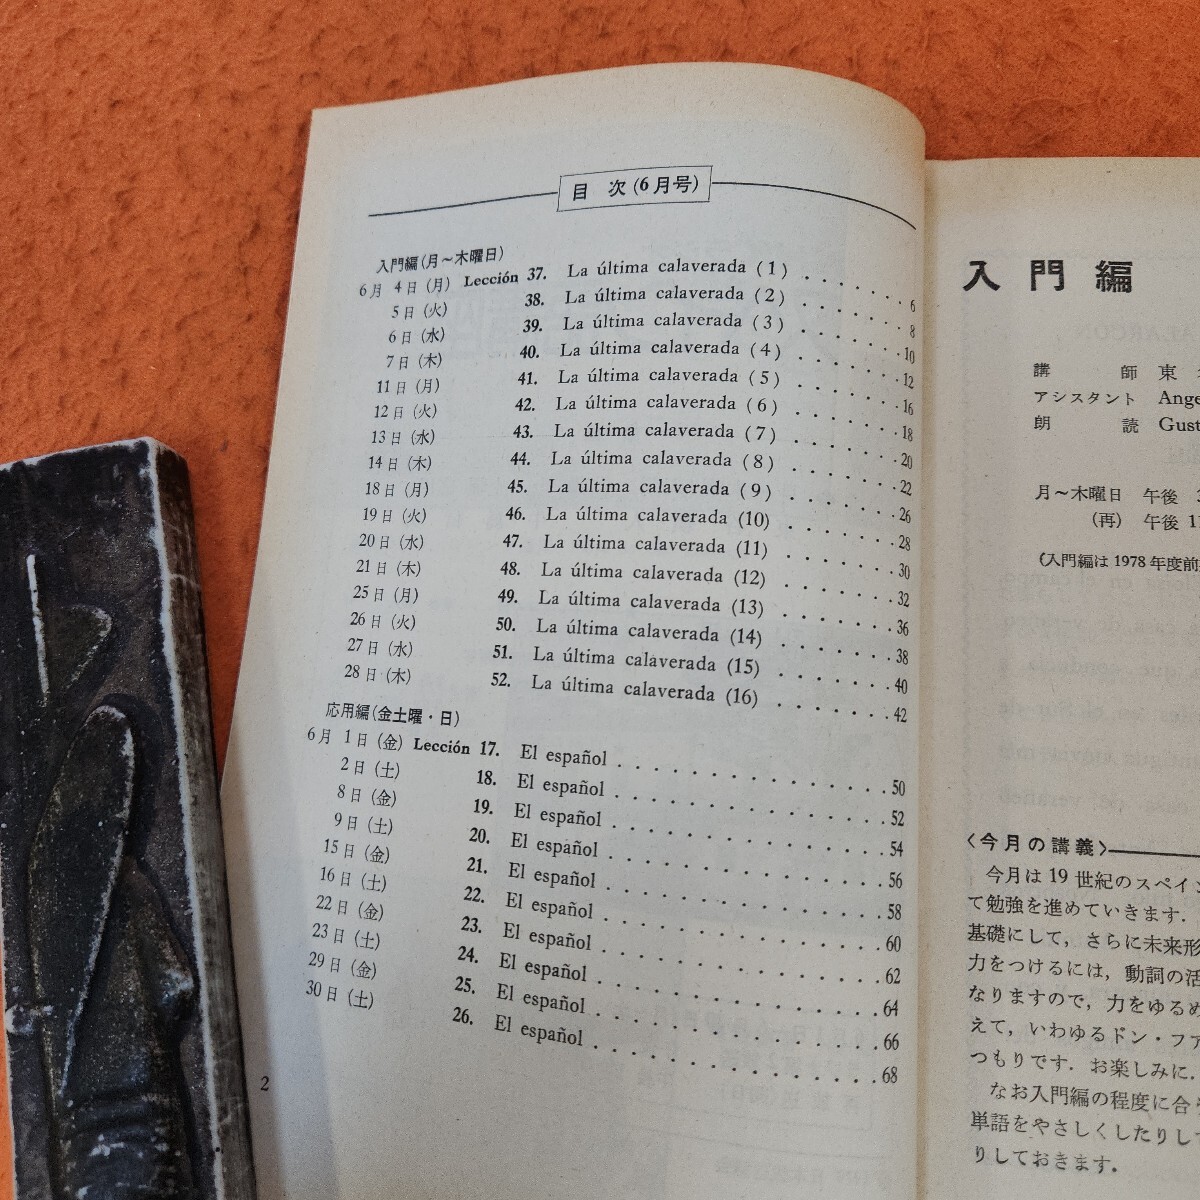 目 次(6月号)
入門編(月～木曜日)
6月 4日(月) Lección 37. La última calaverada (1) . . . . . . . 6
5日(火) 38. La última calaverada (2) . . . . . . . 8
6日(水) 39. La última calaverada (3) . . . . . . . 10
7日(木) 40. La última calaverada (4) . . . . . . . 12
11日(月) 41. La última calaverada (5) . . . . . . . 16
12日(火) 42. La última calaverada (6) . . . . . . . 18
13日(水) 43. La última calaverada (7) . . . . . . . 20
14日(木) 44. La última calaverada (8) . . . . . . . 22
18日(月) 45. La última calaverada (9) . . . . . . . 26
19日(火) 46. La última calaverada (10) . . . . . . . 28
20日(水) 47. La última calaverada (11) . . . . . . . 30
21日(木) 48. La última calaverada (12) . . . . . . . 32
25日(月) 49. La última calaverada (13) . . . . . . . 36
26日(火) 50. La última calaverada (14) . . . . . . . 38
27日(水) 51. La última calaverada (15) . . . . . . . 40
28日(木) 52. La última calaverada (16) . . . . . . . 42
応用編(金土曜・日)
6月 1日(金) Lección 17. El español . . . . . . . . . . . . . 50
2日(土) 18. El español . . . . . . . . . . . . . 52
8日(金) 19. El español . . . . . . . . . . . . . 54
9日(土) 20. El español . . . . . . . . . . . . . 56
15日(金) 21. El español . . . . . . . . . . . . . 58
16日(土) 22. El español . . . . . . . . . . . . . 60
22日(金) 23. El español . . . . . . . . . . . . . 62
23日(土) 24. El español . . . . . . . . . . . . . 64
29日(金) 25. El español . . . . . . . . . . . . . 66
30日(土) 26. El español . . . . . . . . . . . . . 68
2
入門編
講 師 東
アシスタント Ange
朗 読 Gust
月～木曜日 午後
(再) 午後 1
(入門編は 1978 年度前
〈今月の講義〉
今月は 19 世紀のスペイン
て勉強を進めていきます.
基礎にして, さらに未来形
力をつけるには, 動詞の活
なりますので, 力をゆるめ
えて, いわゆるドン・ファ
つもりです. お楽しみに.
なお入門編の程度に合
単語をやさしくしたりして
りしておきます.